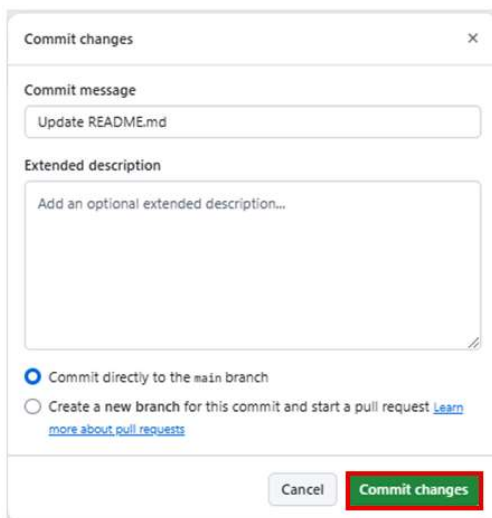 Commit changes ×
Commit message
Update README.md
Extended description
Add an optional extended description...
Commit directly to the main branch
Create a new branch for this commit and start a pull request Learn
more about pull requests
Cancel Commit changes